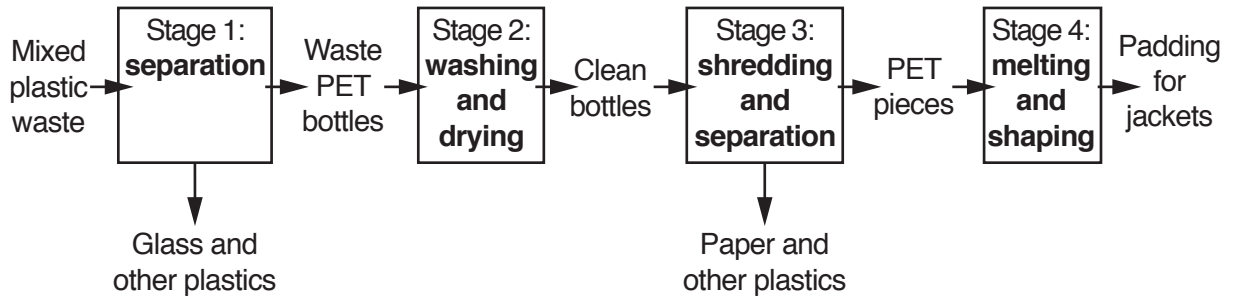 Mixed
plastic
waste
Stage 1:
separation
Glass and
other plastics
Waste
PET
bottles
Stage 2:
washing
and
drying
Clean
bottles
Stage 3:
shredding
and
separation
Paper and
other plastics
PET
pieces
Stage 4:
melting
and
shaping
Padding
for
jackets